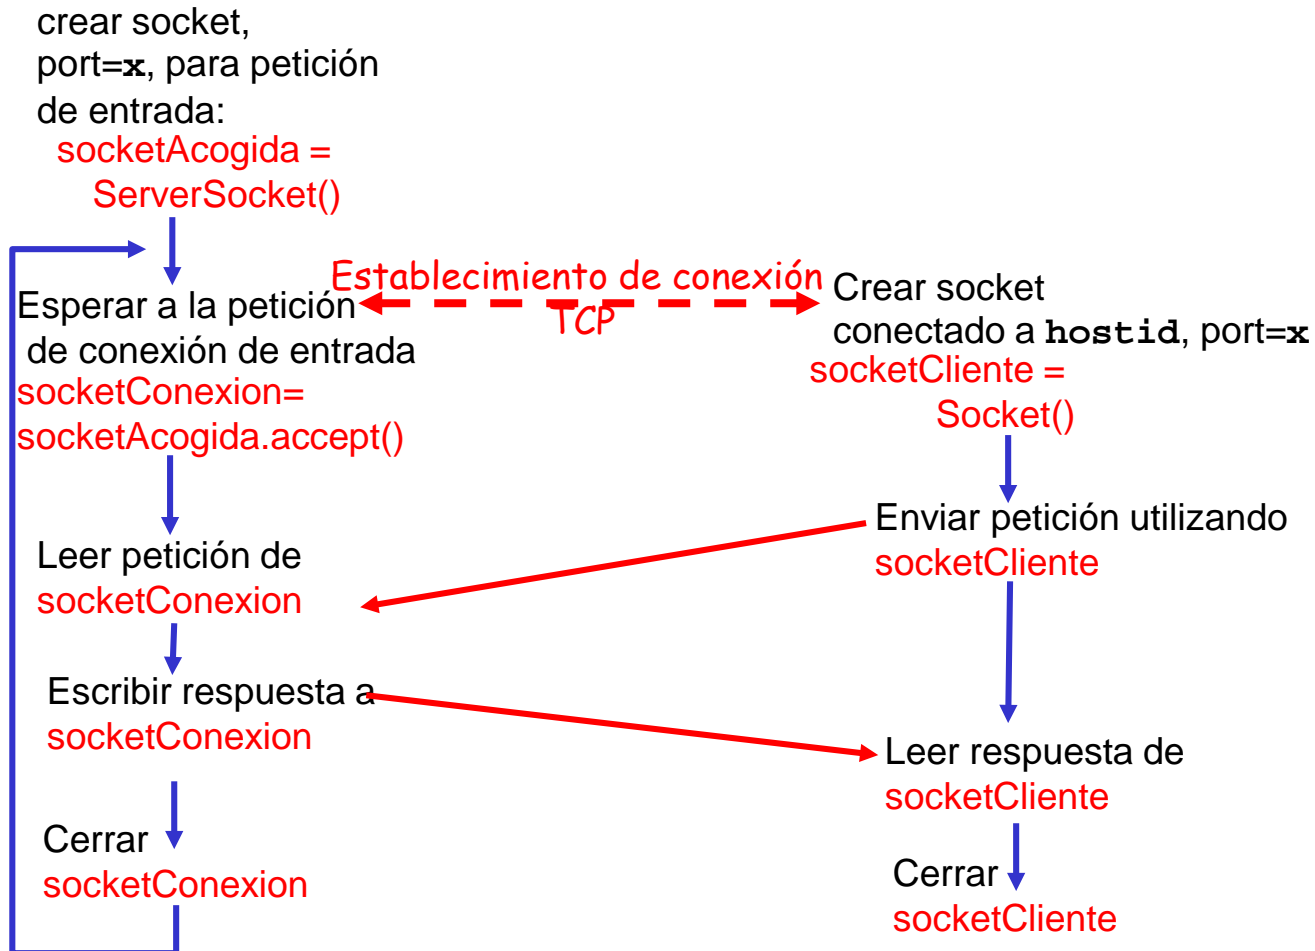 crear socket,
port=x, para petición
de entrada:
socketAcogida =
ServerSocket()
Esperar a la petición
de conexión de entrada
socketConexion=
socketAcogida.accept()
Leer petición de
socketConexion
Escribir respuesta a
socketConexion
Cerrar
socketConexion
Establecimiento de conexión
TCP
Crear socket
conectado a hostid, port=x
socketCliente =
Socket()
Enviar petición utilizando
socketCliente
Leer respuesta de
socketCliente
Cerrar
socketCliente